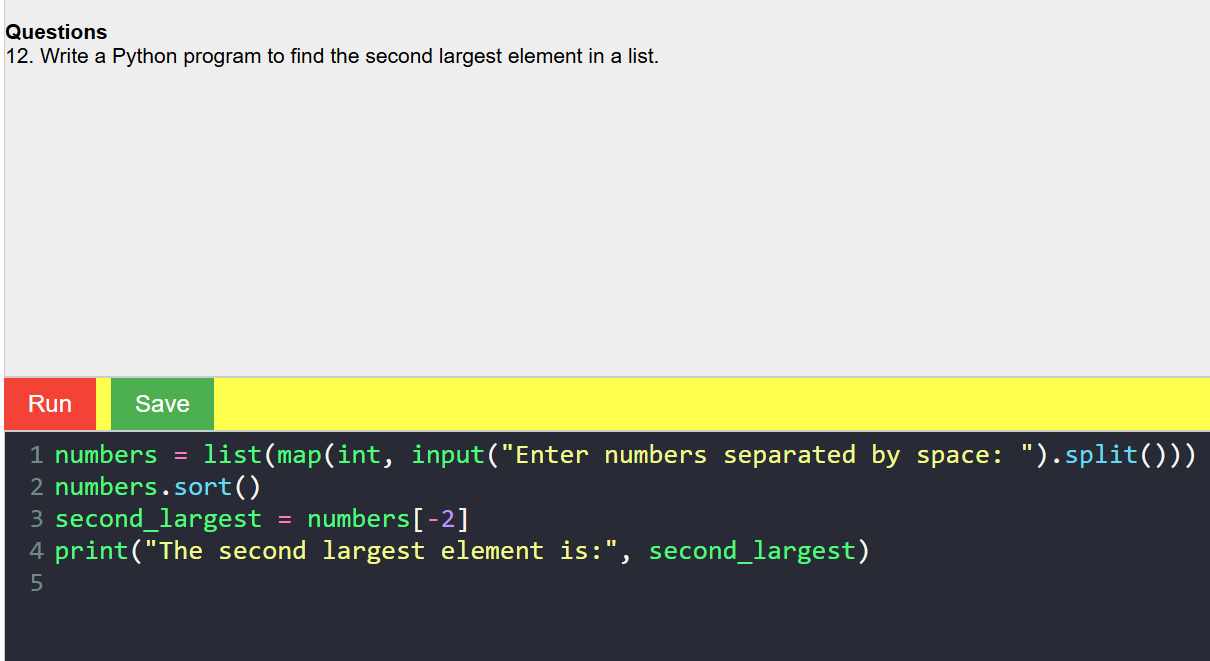 Questions
12. Write a Python program to find the second largest element in a list.
Run Save
1 numbers = list(map(int, input("Enter numbers separated by space: ").split()))
2 numbers.sort()
3 second_largest = numbers[-2]
4 print("The second largest element is:", second_largest)
5